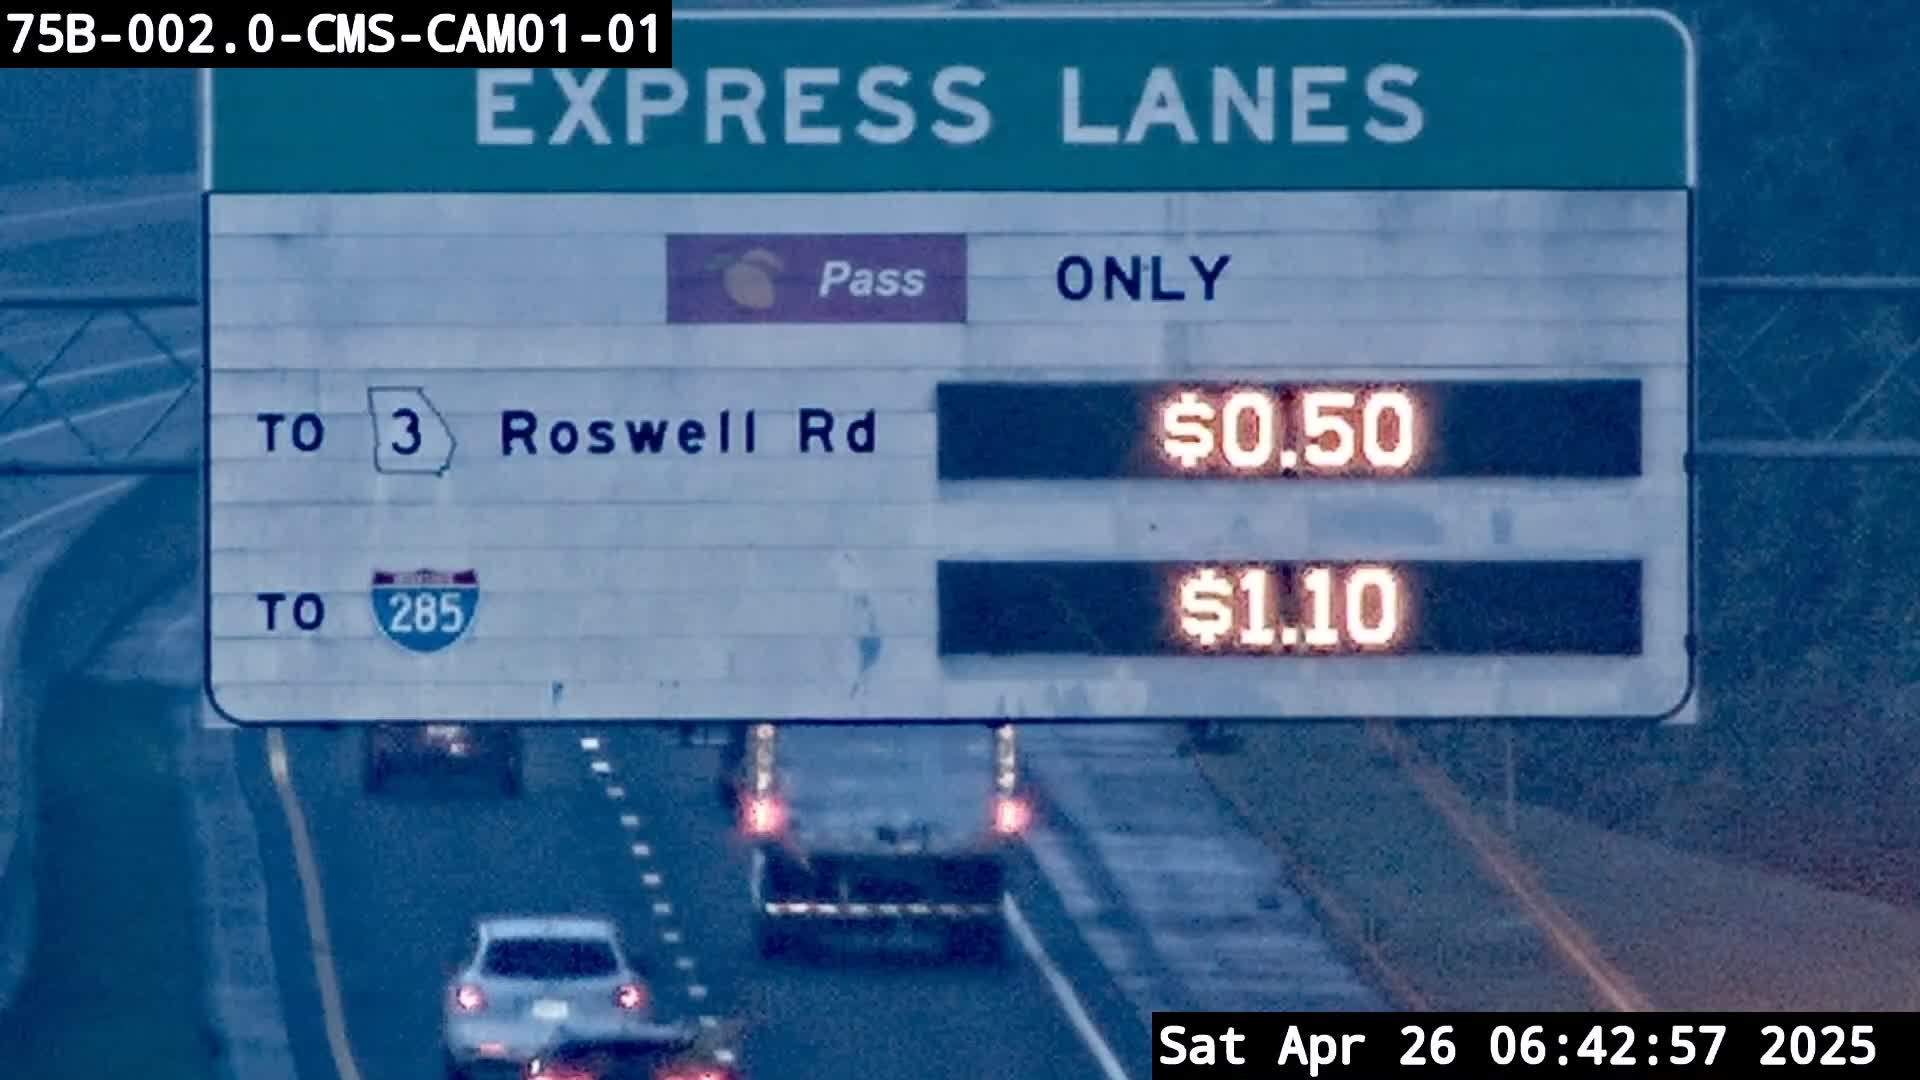 75B-002.0-CMS-CAM01-01
EXPRESS LANES
Pass ONLY
TO 3 Roswell Rd $0.50
TO 285 $1.10
Sat Apr 26 06:42:57 2025